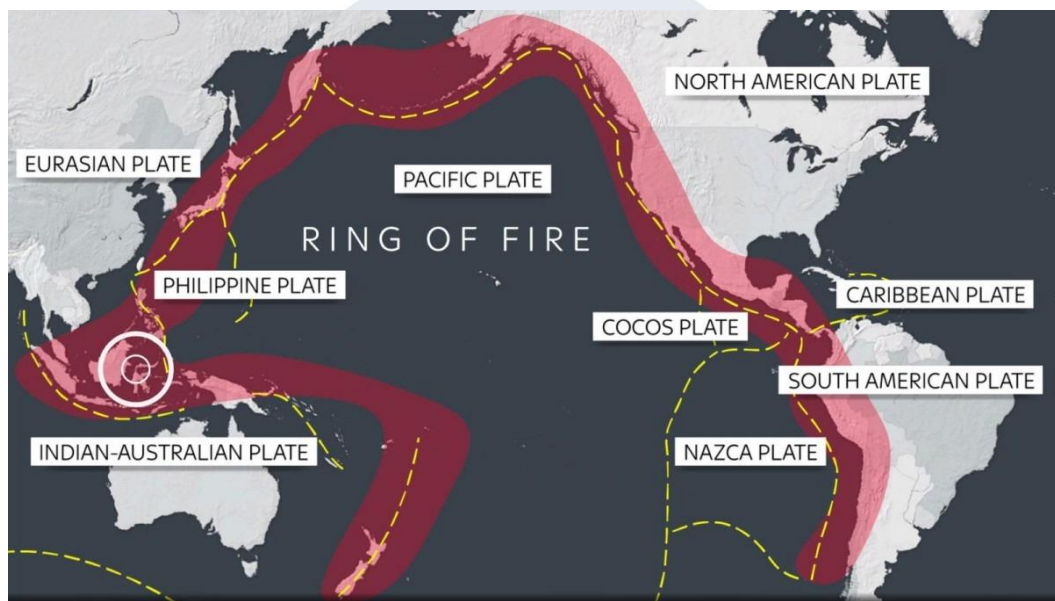 NORTH AMERICAN PLATE
EURASIAN PLATE
PACIFIC PLATE
RING OF FIRE
PHILIPPINE PLATE
CARIBBEAN PLATE
COCOS PLATE
SOUTH AMERICAN PLATE
INDIAN-AUSTRALIAN PLATE
NAZCA PLATE